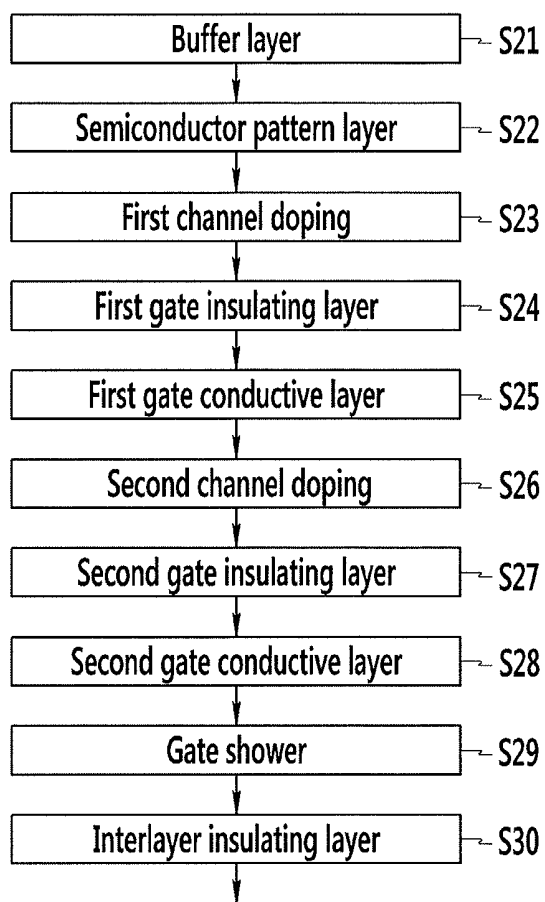 Buffer layer S21
Semiconductor pattern layer S22
First channel doping S23
First gate insulating layer S24
First gate conductive layer S25
Second channel doping S26
Second gate insulating layer S27
Second gate conductive layer S28
Gate shower S29
Interlayer insulating layer S30